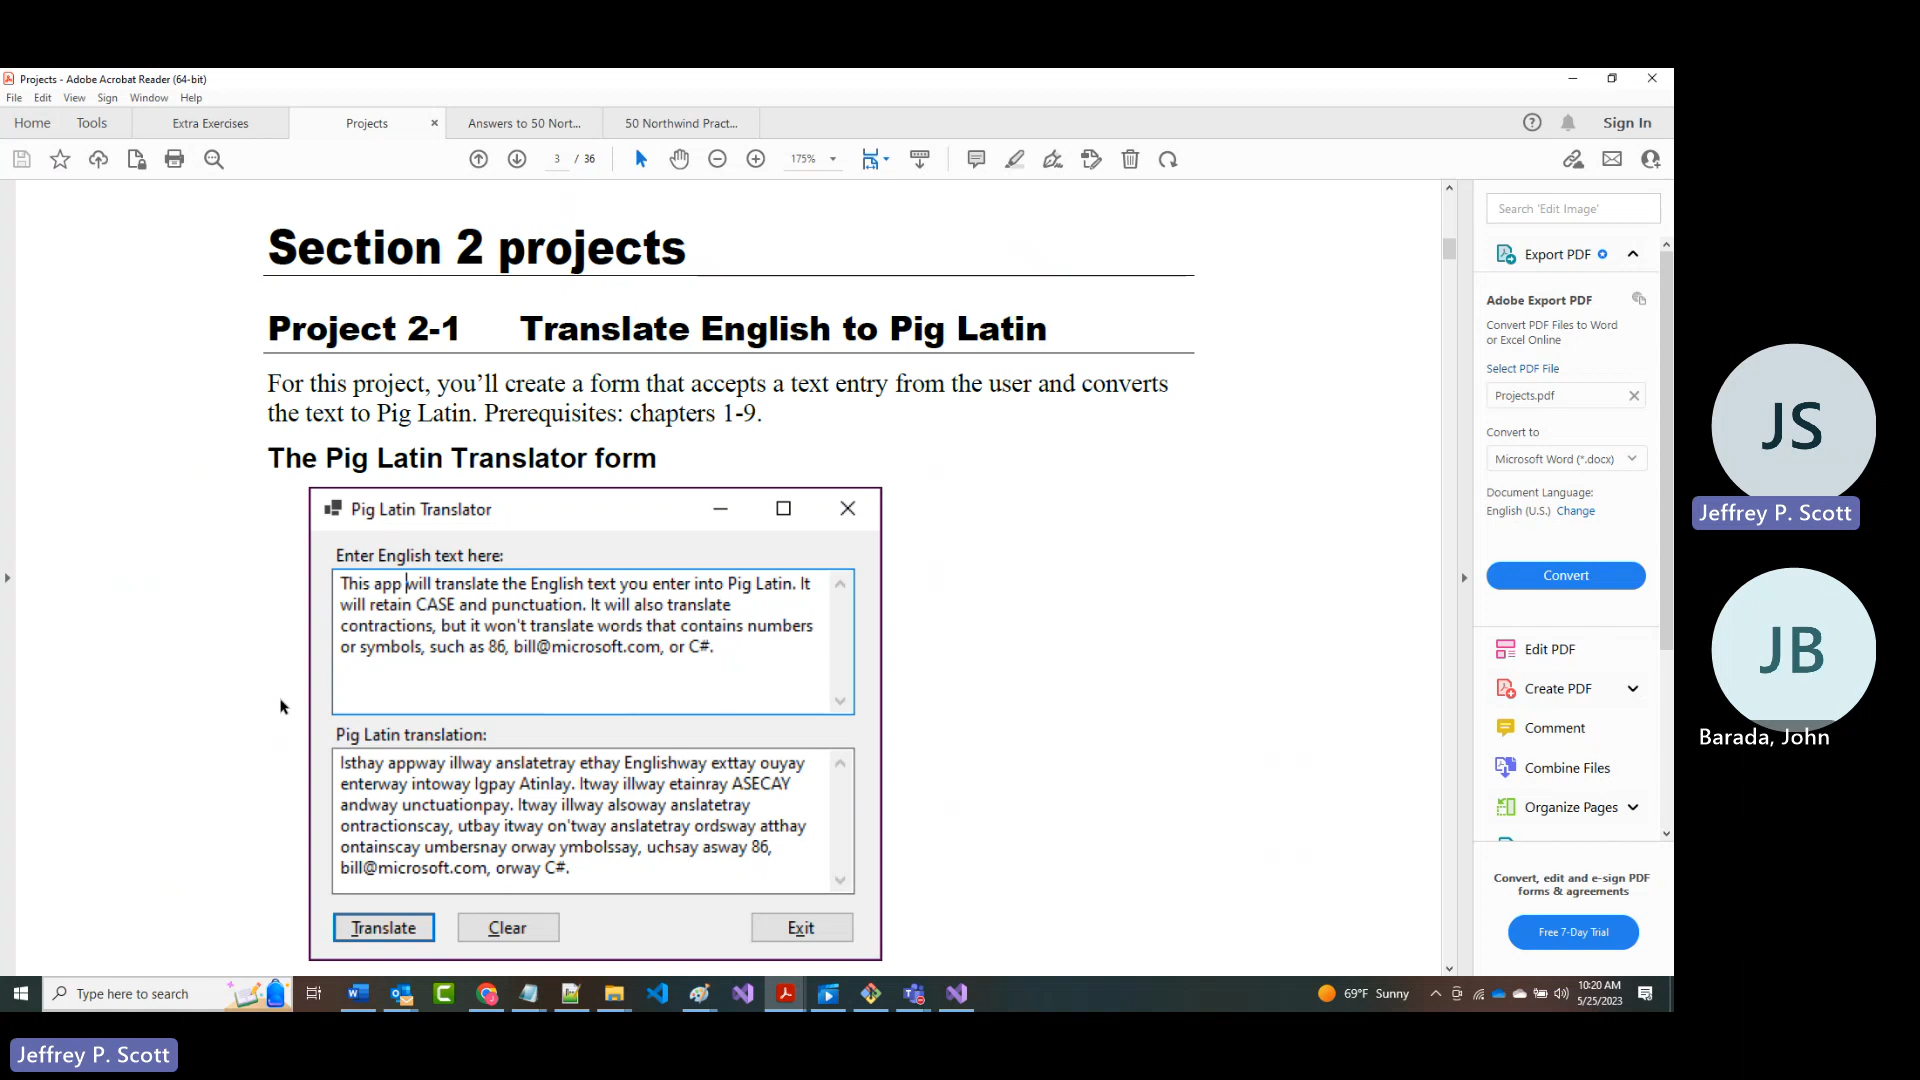 Projects - Adobe Acrobat Reader (64-bit)
File Edit View Sign Window Help
Home Tools Extra Exercises Projects Answers to 50 Nort... 50 Northwind Pract... Sign In
3 / 36 175%
Section 2 projects
Project 2-1 Translate English to Pig Latin
For this project, you’ll create a form that accepts a text entry from the user and converts
the text to Pig Latin. Prerequisites: chapters 1-9.
The Pig Latin Translator form
Pig Latin Translator
Enter English text here:
This app will translate the English text you enter into Pig Latin. It
will retain CASE and punctuation. It will also translate
contractions, but it won't translate words that contains numbers
or symbols, such as 86, bill@microsoft.com, or C#.
Pig Latin translation:
Isthay appway illway anslatetray ethay Englishway exttay ouyay
enterway intoway Igpay Atinlay. Itway illway etainray ASECAY
andway unctuationpay. Itway illway alsoway anslatetray
ontractionscay, utbay itway on'tway anslatetray ordsway atthay
ontainscay umbersnay orway ymbolssay, uchsay asway 86,
bill@microsoft.com, orway C#.
Translate Clear Exit
Search 'Edit Image'
Export PDF
Adobe Export PDF
Convert PDF Files to Word
or Excel Online
Select PDF File
Projects.pdf
Convert to
Microsoft Word (*.docx)
Document Language:
English (U.S.) Change
Convert
Edit PDF
Create PDF
Comment
Combine Files
Organize Pages
Convert, edit and e-sign PDF
forms & agreements
Free 7-Day Trial
JS
Jeffrey P. Scott
JB
Barada, John
Type here to search
69°F Sunny
10:20 AM
5/25/2023
Jeffrey P. Scott